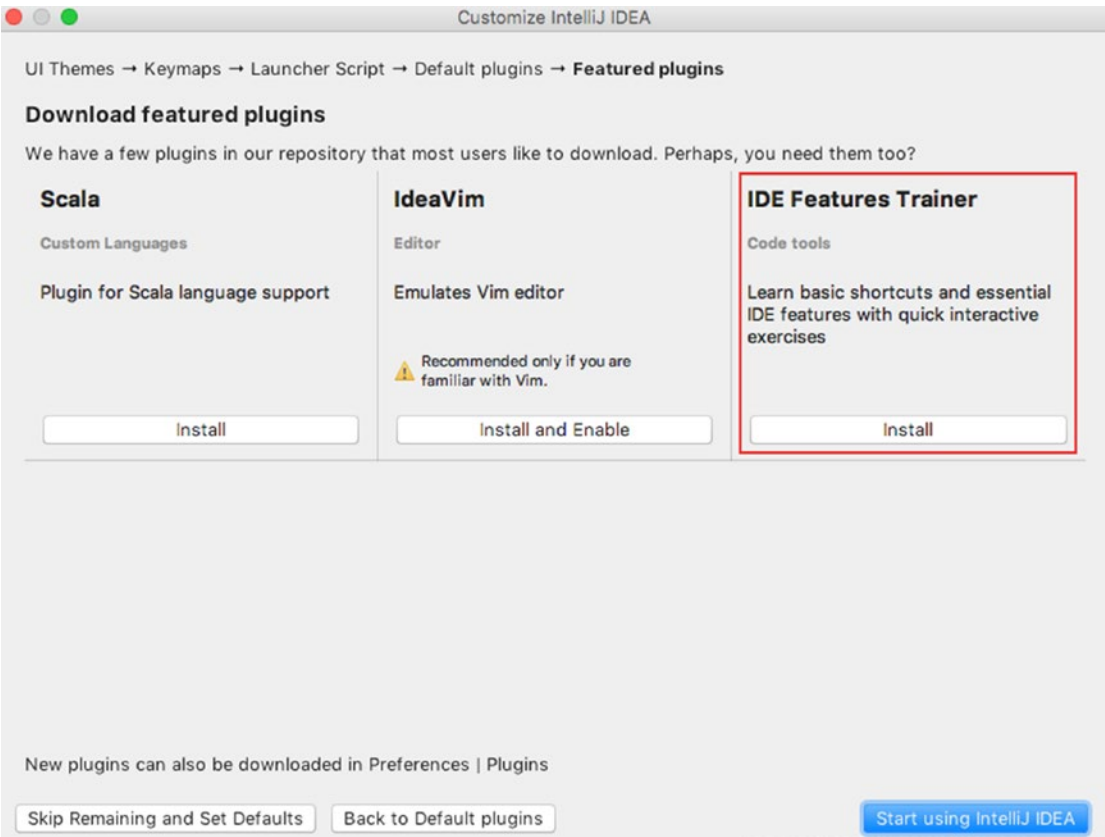 Customize IntelliJ IDEA
UI Themes → Keymaps → Launcher Script → Default plugins → Featured plugins
Download featured plugins
We have a few plugins in our repository that most users like to download. Perhaps, you need them too?
Scala
Custom Languages
Plugin for Scala language support
Install
IdeaVim
Editor
Emulates Vim editor
Recommended only if you are
familiar with Vim.
Install and Enable
IDE Features Trainer
Code tools
Learn basic shortcuts and essential
IDE features with quick interactive
exercises
Install
New plugins can also be downloaded in Preferences | Plugins
Skip Remaining and Set Defaults
Back to Default plugins
Start using IntelliJ IDEA